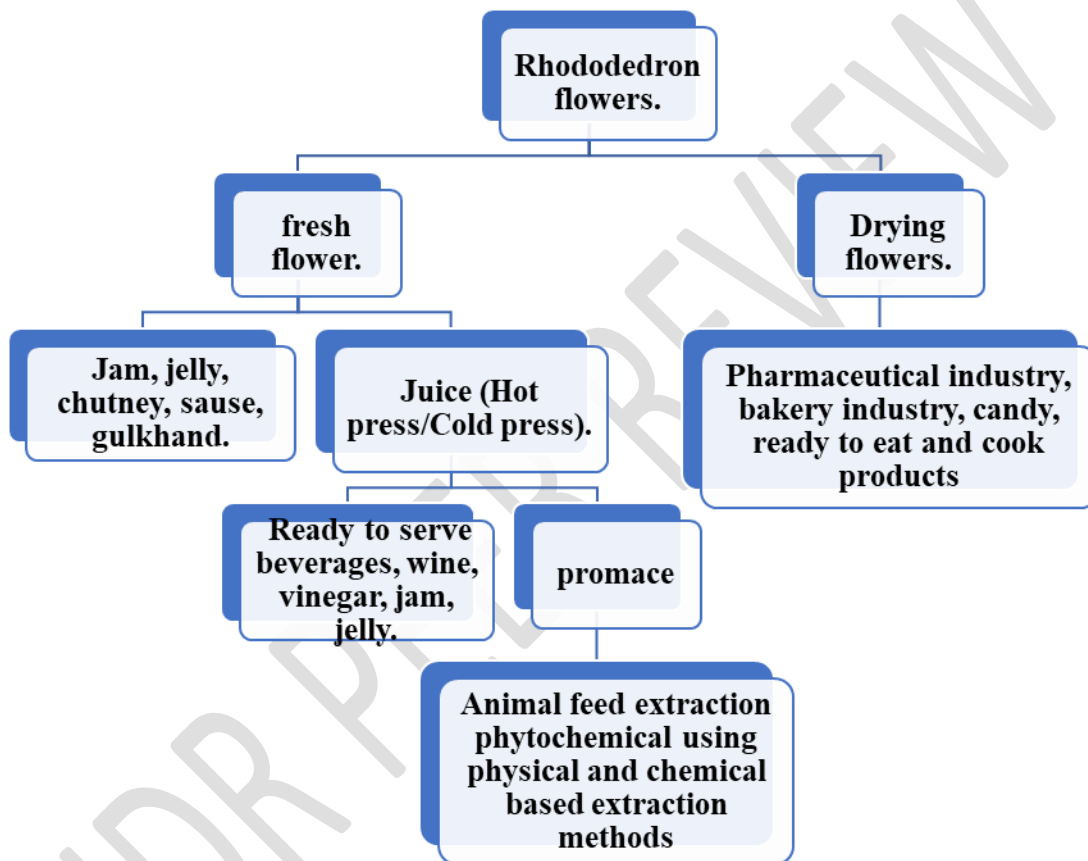 Rhododedron
flowers.
fresh
flower.
Drying
flowers.
Jam, jelly,
chutney, sause,
gulkhand.
Juice (Hot
press/Cold press).
Pharmaceutical industry,
bakery industry, candy,
ready to eat and cook
products
Ready to serve
beverages, wine,
vinegar, jam,
jelly.
promace
Animal feed extraction
phytochemical using
physical and chemical
based extraction
methods
PEER REVIEW